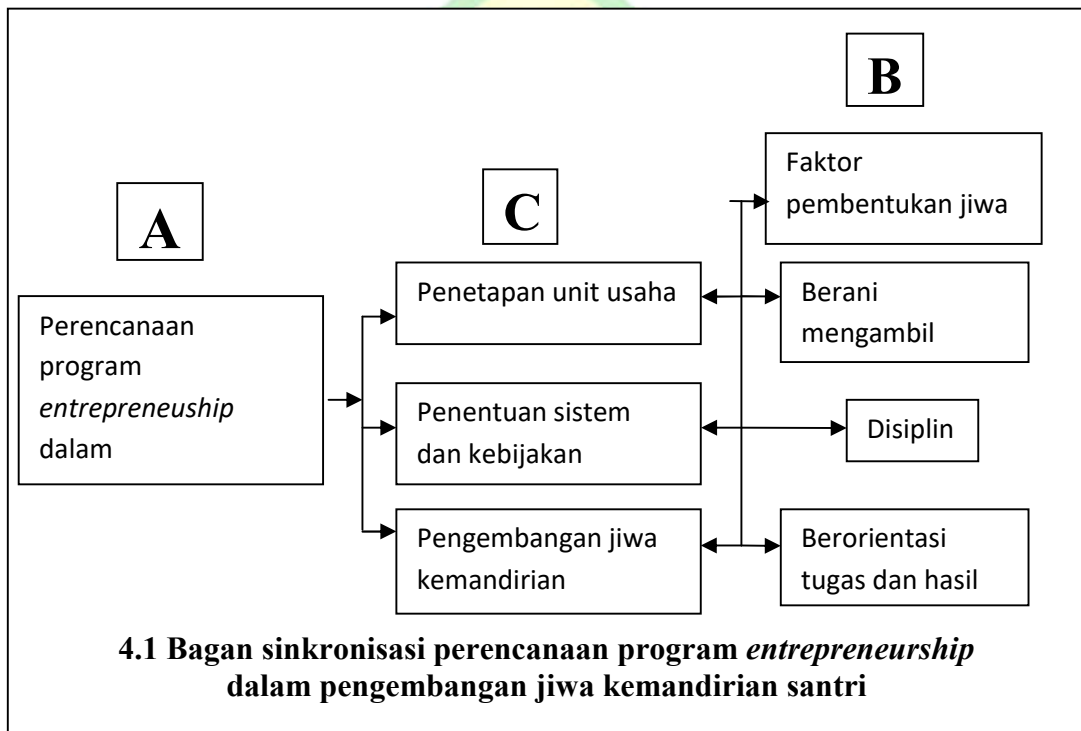 A
Perencanaan
program
entrepreneuship
dalam
C
Penetapan unit usaha
Penentuan sistem
dan kebijakan
Pengembangan jiwa
kemandirian
B
Faktor
pembentukan jiwa
Berani
mengambil
Disiplin
Berorientasi
tugas dan hasil
4.1 Bagan sinkronisasi perencanaan program entrepreneurship
dalam pengembangan jiwa kemandirian santri